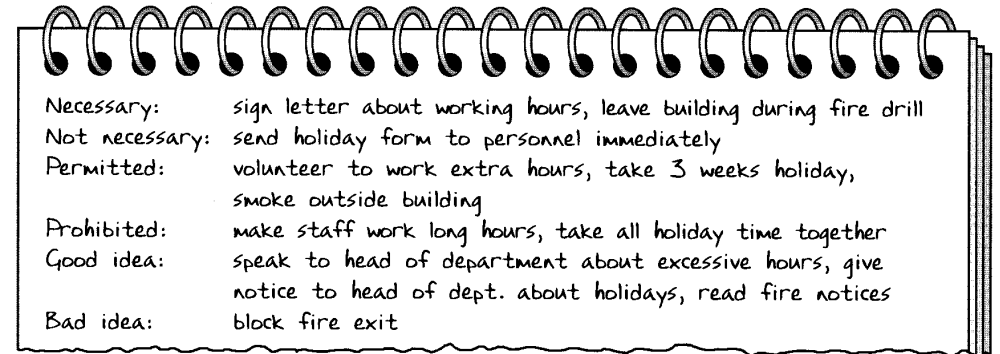 Necessary: sign letter about working hours, leave building during fire drill
Not necessary: send holiday form to personnel immediately
Permitted: volunteer to work extra hours, take 3 weeks holiday,
smoke outside building
Prohibited: make staff work long hours, take all holiday time together
Good idea: speak to head of department about excessive hours, give
notice to head of dept. about holidays, read fire notices
Bad idea: block fire exit